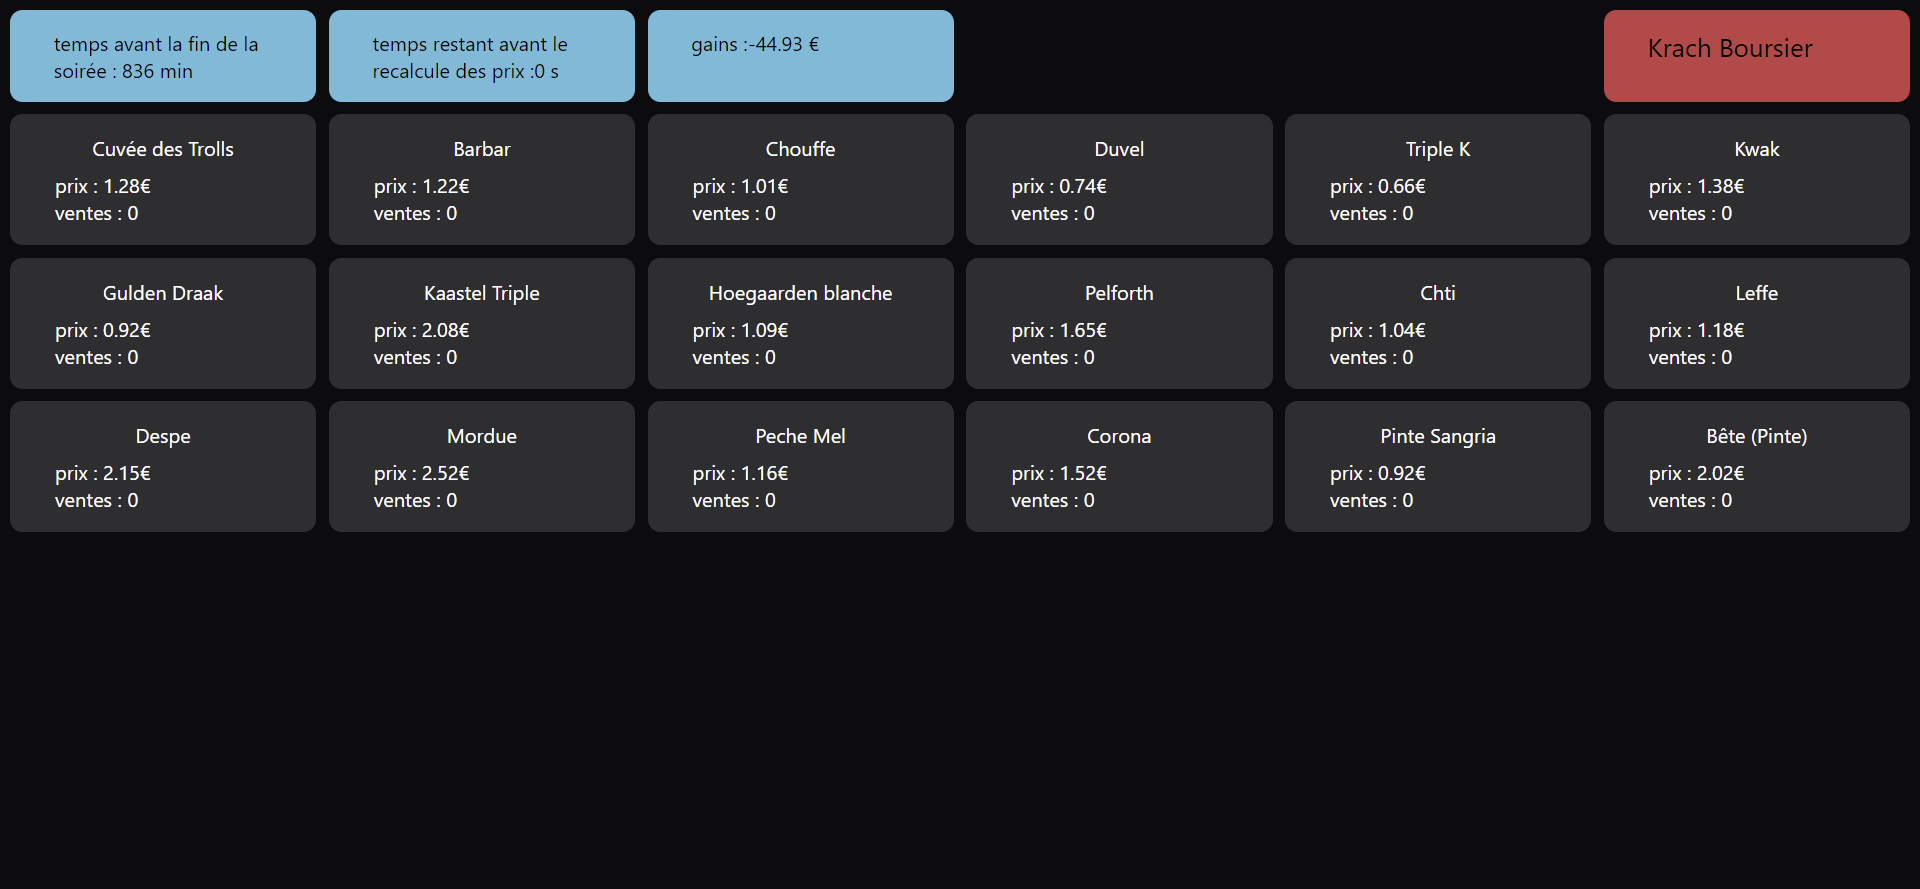 temps avant la fin de la
soirée : 836 min
temps restant avant le
recalcule des prix :0 s
gains :-44.93 €
Krach Boursier
Cuvée des Trolls
prix : 1.28€
ventes : 0
Barbar
prix : 1.22€
ventes : 0
Chouffe
prix : 1.01€
ventes : 0
Duvel
prix : 0.74€
ventes : 0
Triple K
prix : 0.66€
ventes : 0
Kwak
prix : 1.38€
ventes : 0
Gulden Draak
prix : 0.92€
ventes : 0
Kaastel Triple
prix : 2.08€
ventes : 0
Hoegaarden blanche
prix : 1.09€
ventes : 0
Pelforth
prix : 1.65€
ventes : 0
Chti
prix : 1.04€
ventes : 0
Leffe
prix : 1.18€
ventes : 0
Despe
prix : 2.15€
ventes : 0
Mordue
prix : 2.52€
ventes : 0
Peche Mel
prix : 1.16€
ventes : 0
Corona
prix : 1.52€
ventes : 0
Pinte Sangria
prix : 0.92€
ventes : 0
Bête (Pinte)
prix : 2.02€
ventes : 0